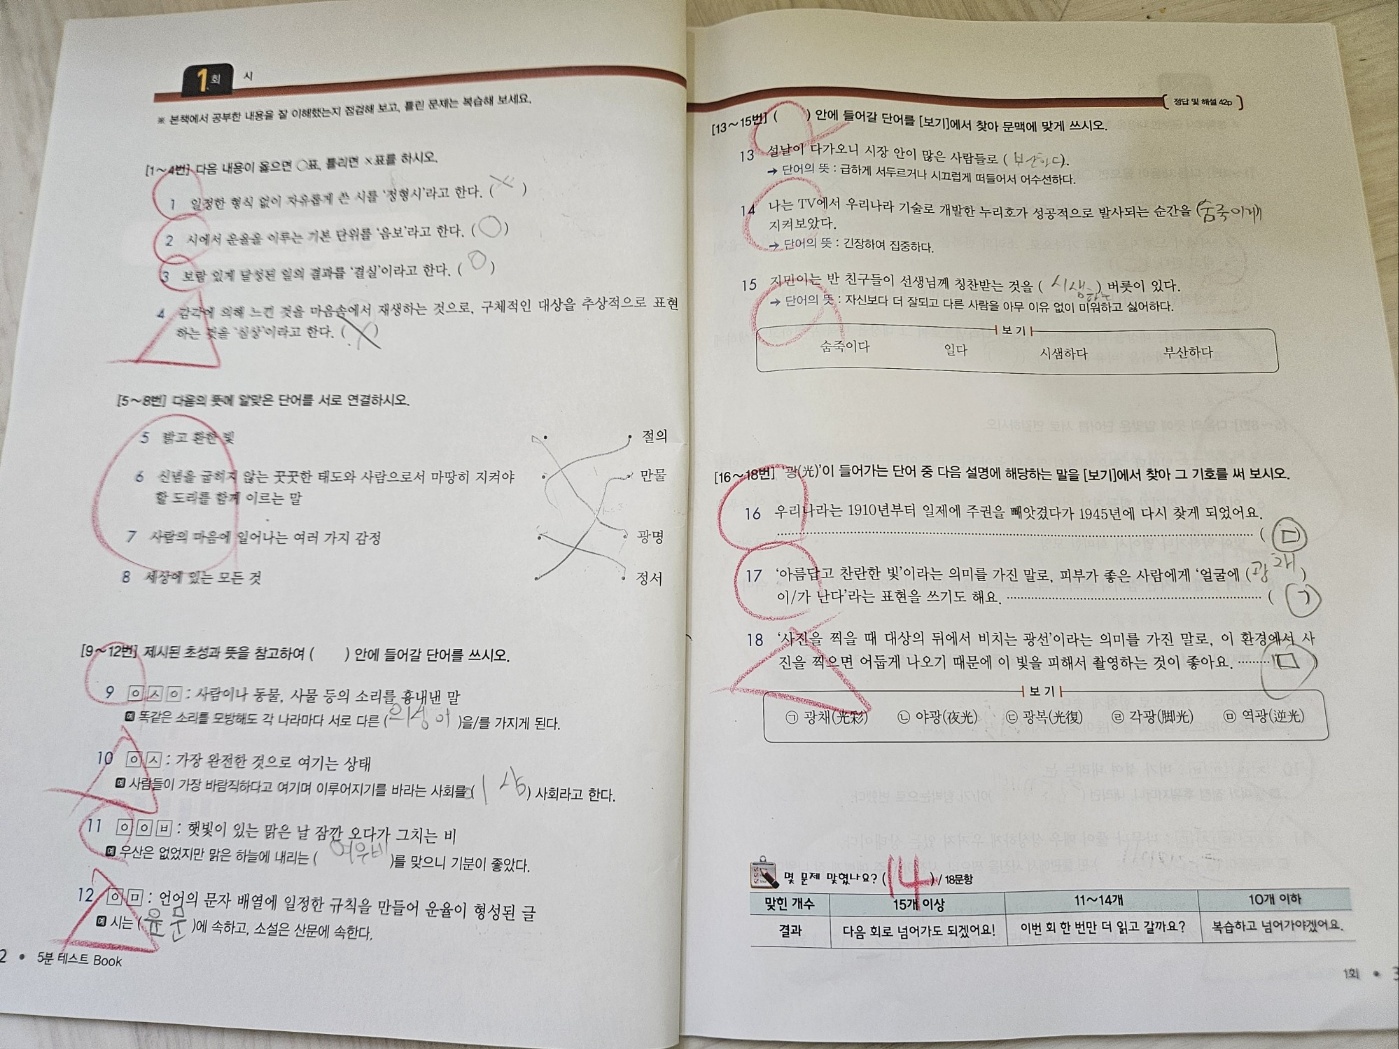 1회 시
※ 본책에서 공부한 내용을 잘 이해했는지 점검해 보고, 틀린 문제는 복습해 보세요.
[1~4번] 다음 내용이 옳으면 ○표, 틀리면 ×표를 하시오.
1 일정한 형식 없이 자유롭게 쓴 시를 '정형시'라고 한다. ( × )
2 시에서 운율을 이루는 기본 단위를 '음보'라고 한다. ( ○ )
3 보람 있게 달성된 일의 결과를 '결실'이라고 한다. ( ○ )
4 감각에 의해 느낀 것을 마음속에서 재생하는 것으로, 구체적인 대상을 추상적으로 표현
하는 것을 '심상'이라고 한다. ( × )
[5~8번] 다음의 뜻에 알맞은 단어를 서로 연결하시오.
5 밝고 환한 빛
절의
6 신념을 굽히지 않는 꿋꿋한 태도와 사람으로서 마땅히 지켜야
할 도리를 함께 이르는 말
만물
7 사람의 마음에 일어나는 여러 가지 감정
광명
8 세상에 있는 모든 것
정서
[9~12번] 제시된 초성과 뜻을 참고하여 ( ) 안에 들어갈 단어를 쓰시오.
9 ㅇㅅㅇ : 사람이나 동물, 사물 등의 소리를 흉내낸 말
예 똑같은 소리를 모방해도 각 나라마다 서로 다른 ( 의성어 )을/를 가지게 된다.
10 ㅇㅅ : 가장 완전한 것으로 여기는 상태
예 사람들이 가장 바람직하다고 여기며 이루어지기를 바라는 사회를 ( 이상 ) 사회라고 한다.
11 ㅇㅇㅂ : 햇빛이 있는 맑은 날 잠깐 오다가 그치는 비
예 우산은 없었지만 맑은 하늘에 내리는 ( 여우비 )를 맞으니 기분이 좋았다.
12 ㅇㅁ : 언어의 문자 배열에 일정한 규칙을 만들어 운율이 형성된 글
예 시는 ( 운문 )에 속하고, 소설은 산문에 속한다.
2 • 5분 테스트 Book
정답 및 해설 42p
[13~15번] ( ) 안에 들어갈 단어를 [보기]에서 찾아 문맥에 맞게 쓰시오.
13 설날이 다가오니 시장 안이 많은 사람들로 ( 부산하다 ).
→ 단어의 뜻 : 급하게 서두르거나 시끄럽게 떠들어서 어수선하다.
14 나는 TV에서 우리나라 기술로 개발한 누리호가 성공적으로 발사되는 순간을 ( 숨죽이게 )
지켜보았다.
→ 단어의 뜻 : 긴장하여 집중하다.
15 지민이는 반 친구들이 선생님께 칭찬받는 것을 ( 시샘하는 ) 버릇이 있다.
→ 단어의 뜻 : 자신보다 더 잘되고 다른 사람을 아무 이유 없이 미워하고 싫어하다.
보기
숨죽이다 일다 시샘하다 부산하다
[16~18번] '광(光)'이 들어가는 단어 중 다음 설명에 해당하는 말을 [보기]에서 찾아 그 기호를 써 보시오.
16 우리나라는 1910년부터 일제에 주권을 빼앗겼다가 1945년에 다시 찾게 되었어요.
( ㄷ )
17 '아름답고 찬란한 빛'이라는 의미를 가진 말로, 피부가 좋은 사람에게 '얼굴에 ( 광채 )
이/가 난다'라는 표현을 쓰기도 해요. ( ㄱ )
18 '사진을 찍을 때 대상의 뒤에서 비치는 광선'이라는 의미를 가진 말로, 이 환경에서 사
진을 찍으면 어둡게 나오기 때문에 이 빛을 피해서 촬영하는 것이 좋아요. ( ㅁ )
보기
㉠ 광채(光彩) ㉡ 야광(夜光) ㉢ 광복(光復) ㉣ 각광(脚光) ㉤ 역광(逆光)
몇 문제 맞혔나요? ( 14 ) / 18문항
맞힌 개수 15개 이상 11~14개 10개 이하
결과 다음 회로 넘어가도 되겠어요! 이번 회 한 번만 더 읽고 갈까요? 복습하고 넘어가야겠어요.
1회 • 3